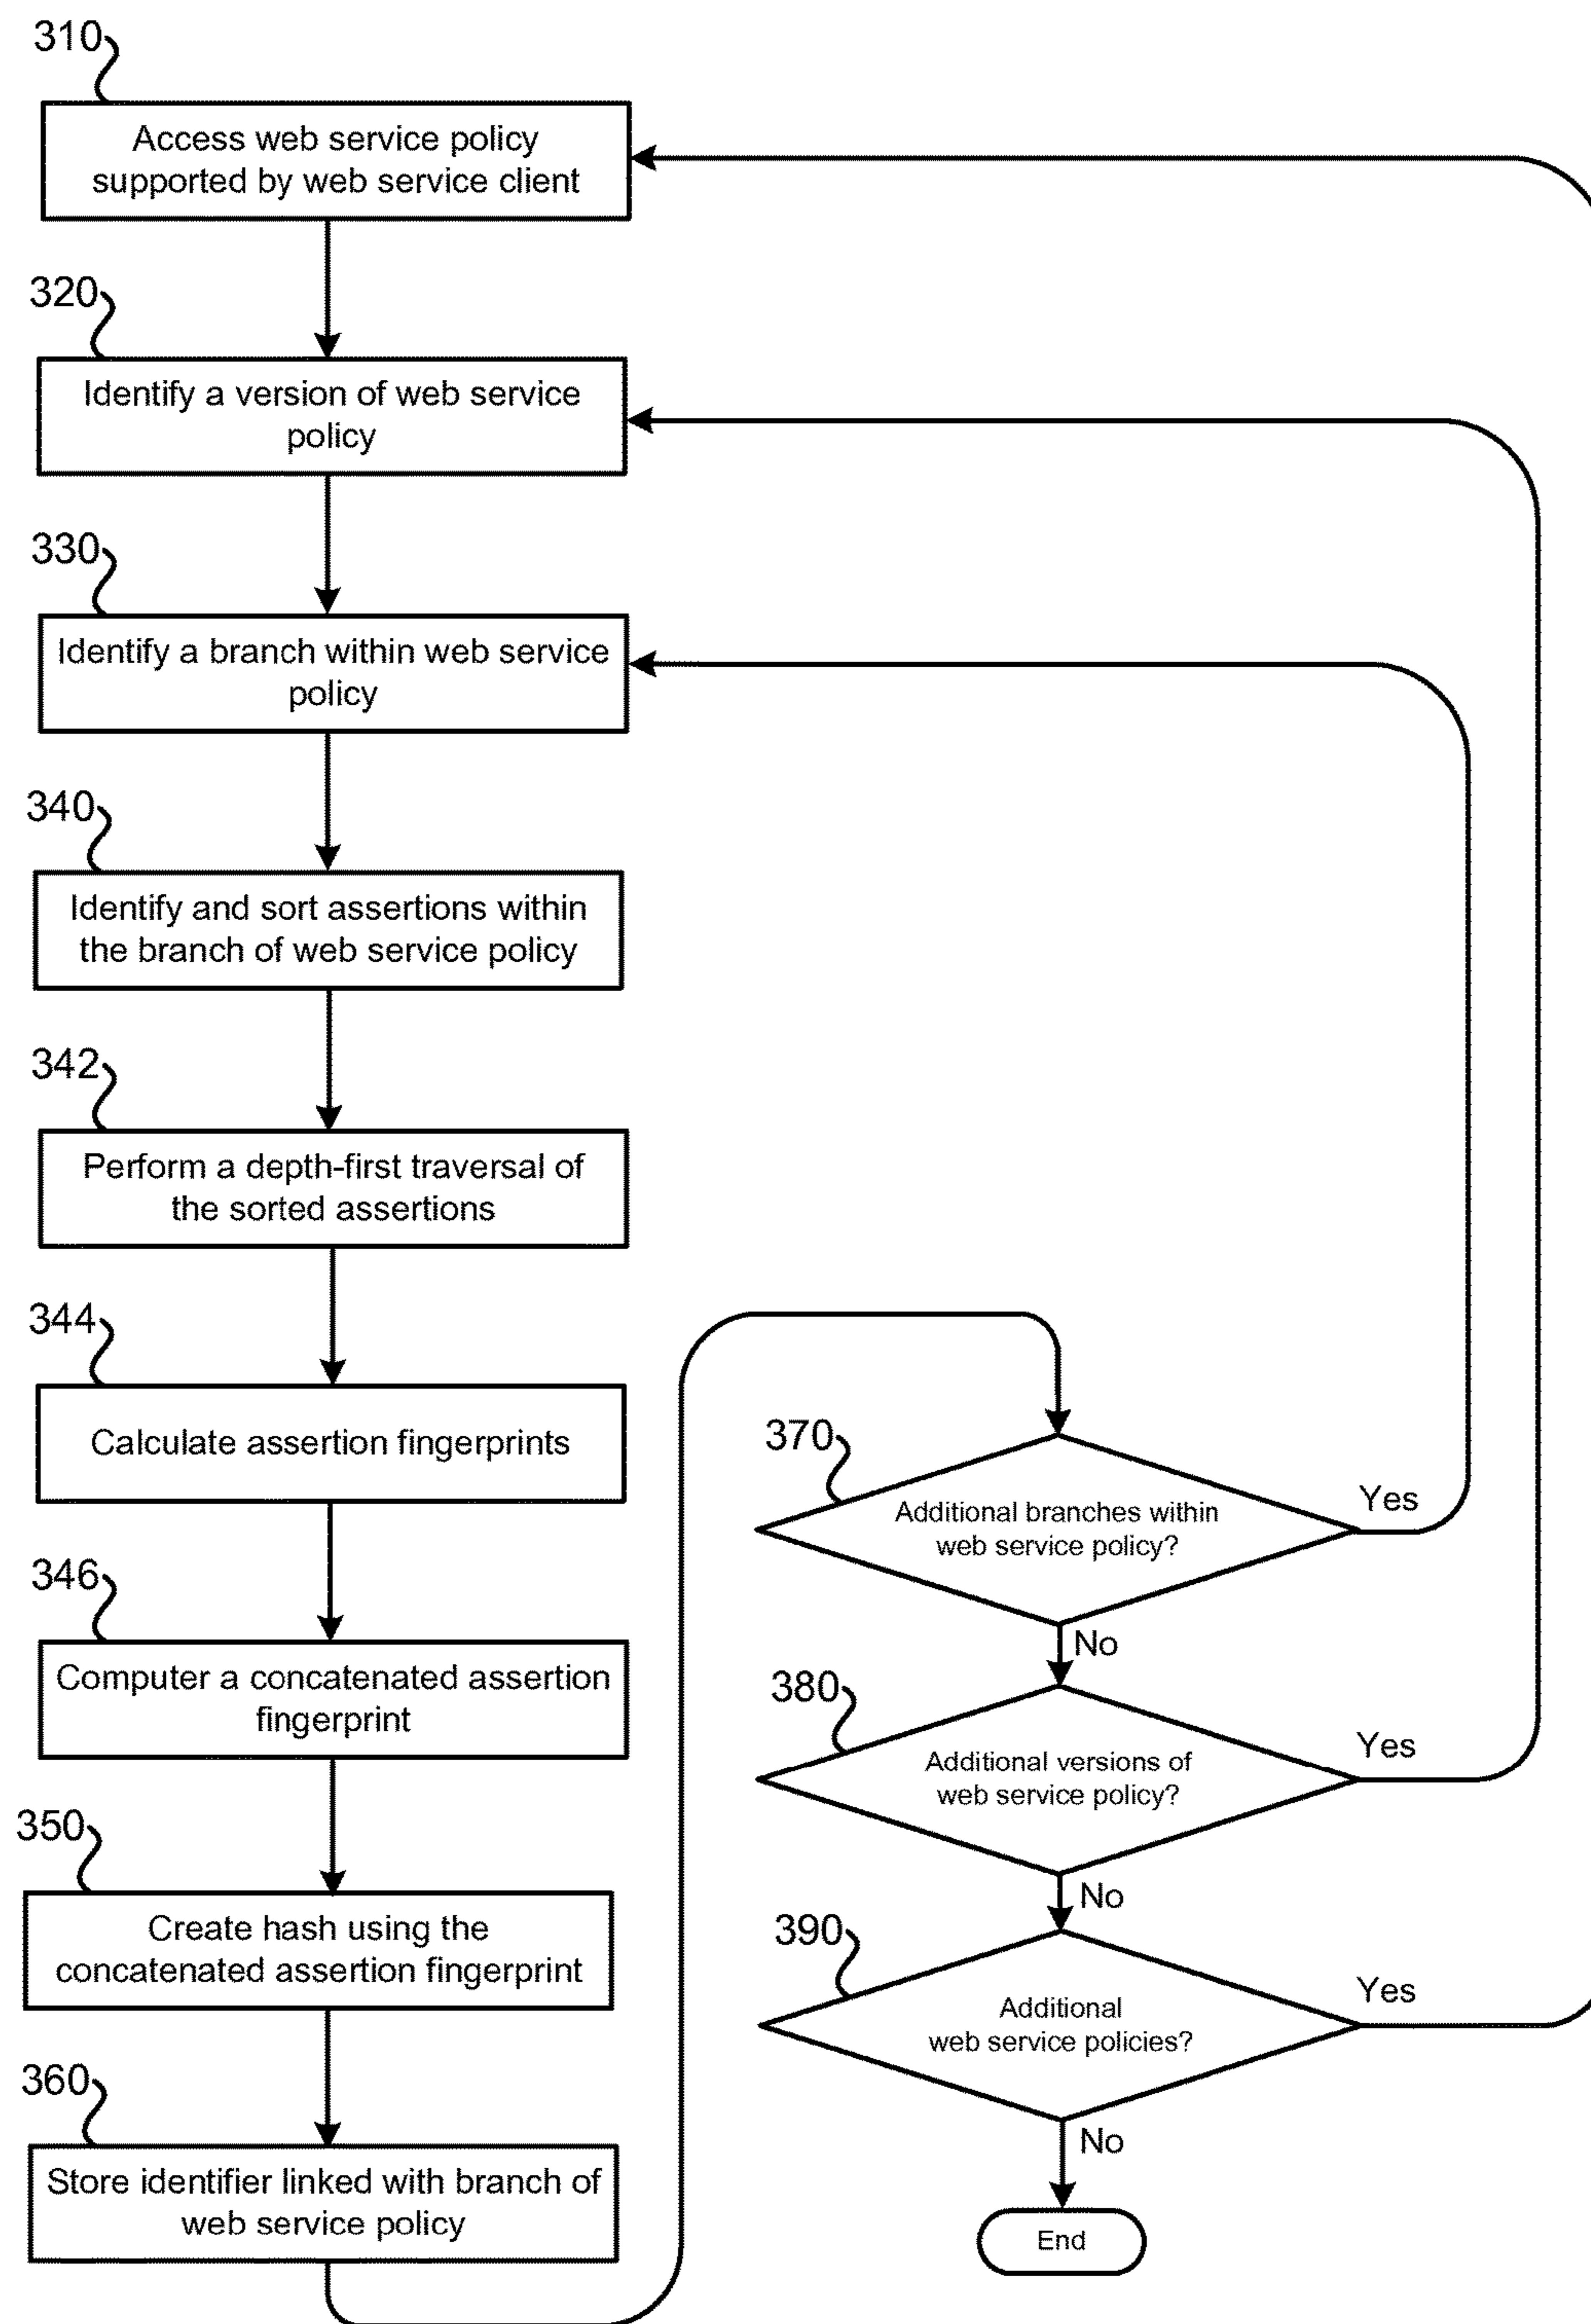 310
Access web service policy
supported by web service client
320
Identify a version of web service
policy
330
Identify a branch within web service
policy
340
Identify and sort assertions within
the branch of web service policy
342
Perform a depth-first traversal of
the sorted assertions
344
Calculate assertion fingerprints
346
Computer a concatenated assertion
fingerprint
350
Create hash using the
concatenated assertion fingerprint
360
Store identifier linked with branch of
web service policy
370
Additional branches within
web service policy?
Yes
No
380
Additional versions of
web service policy?
Yes
No
390
Additional
web service policies?
Yes
No
End